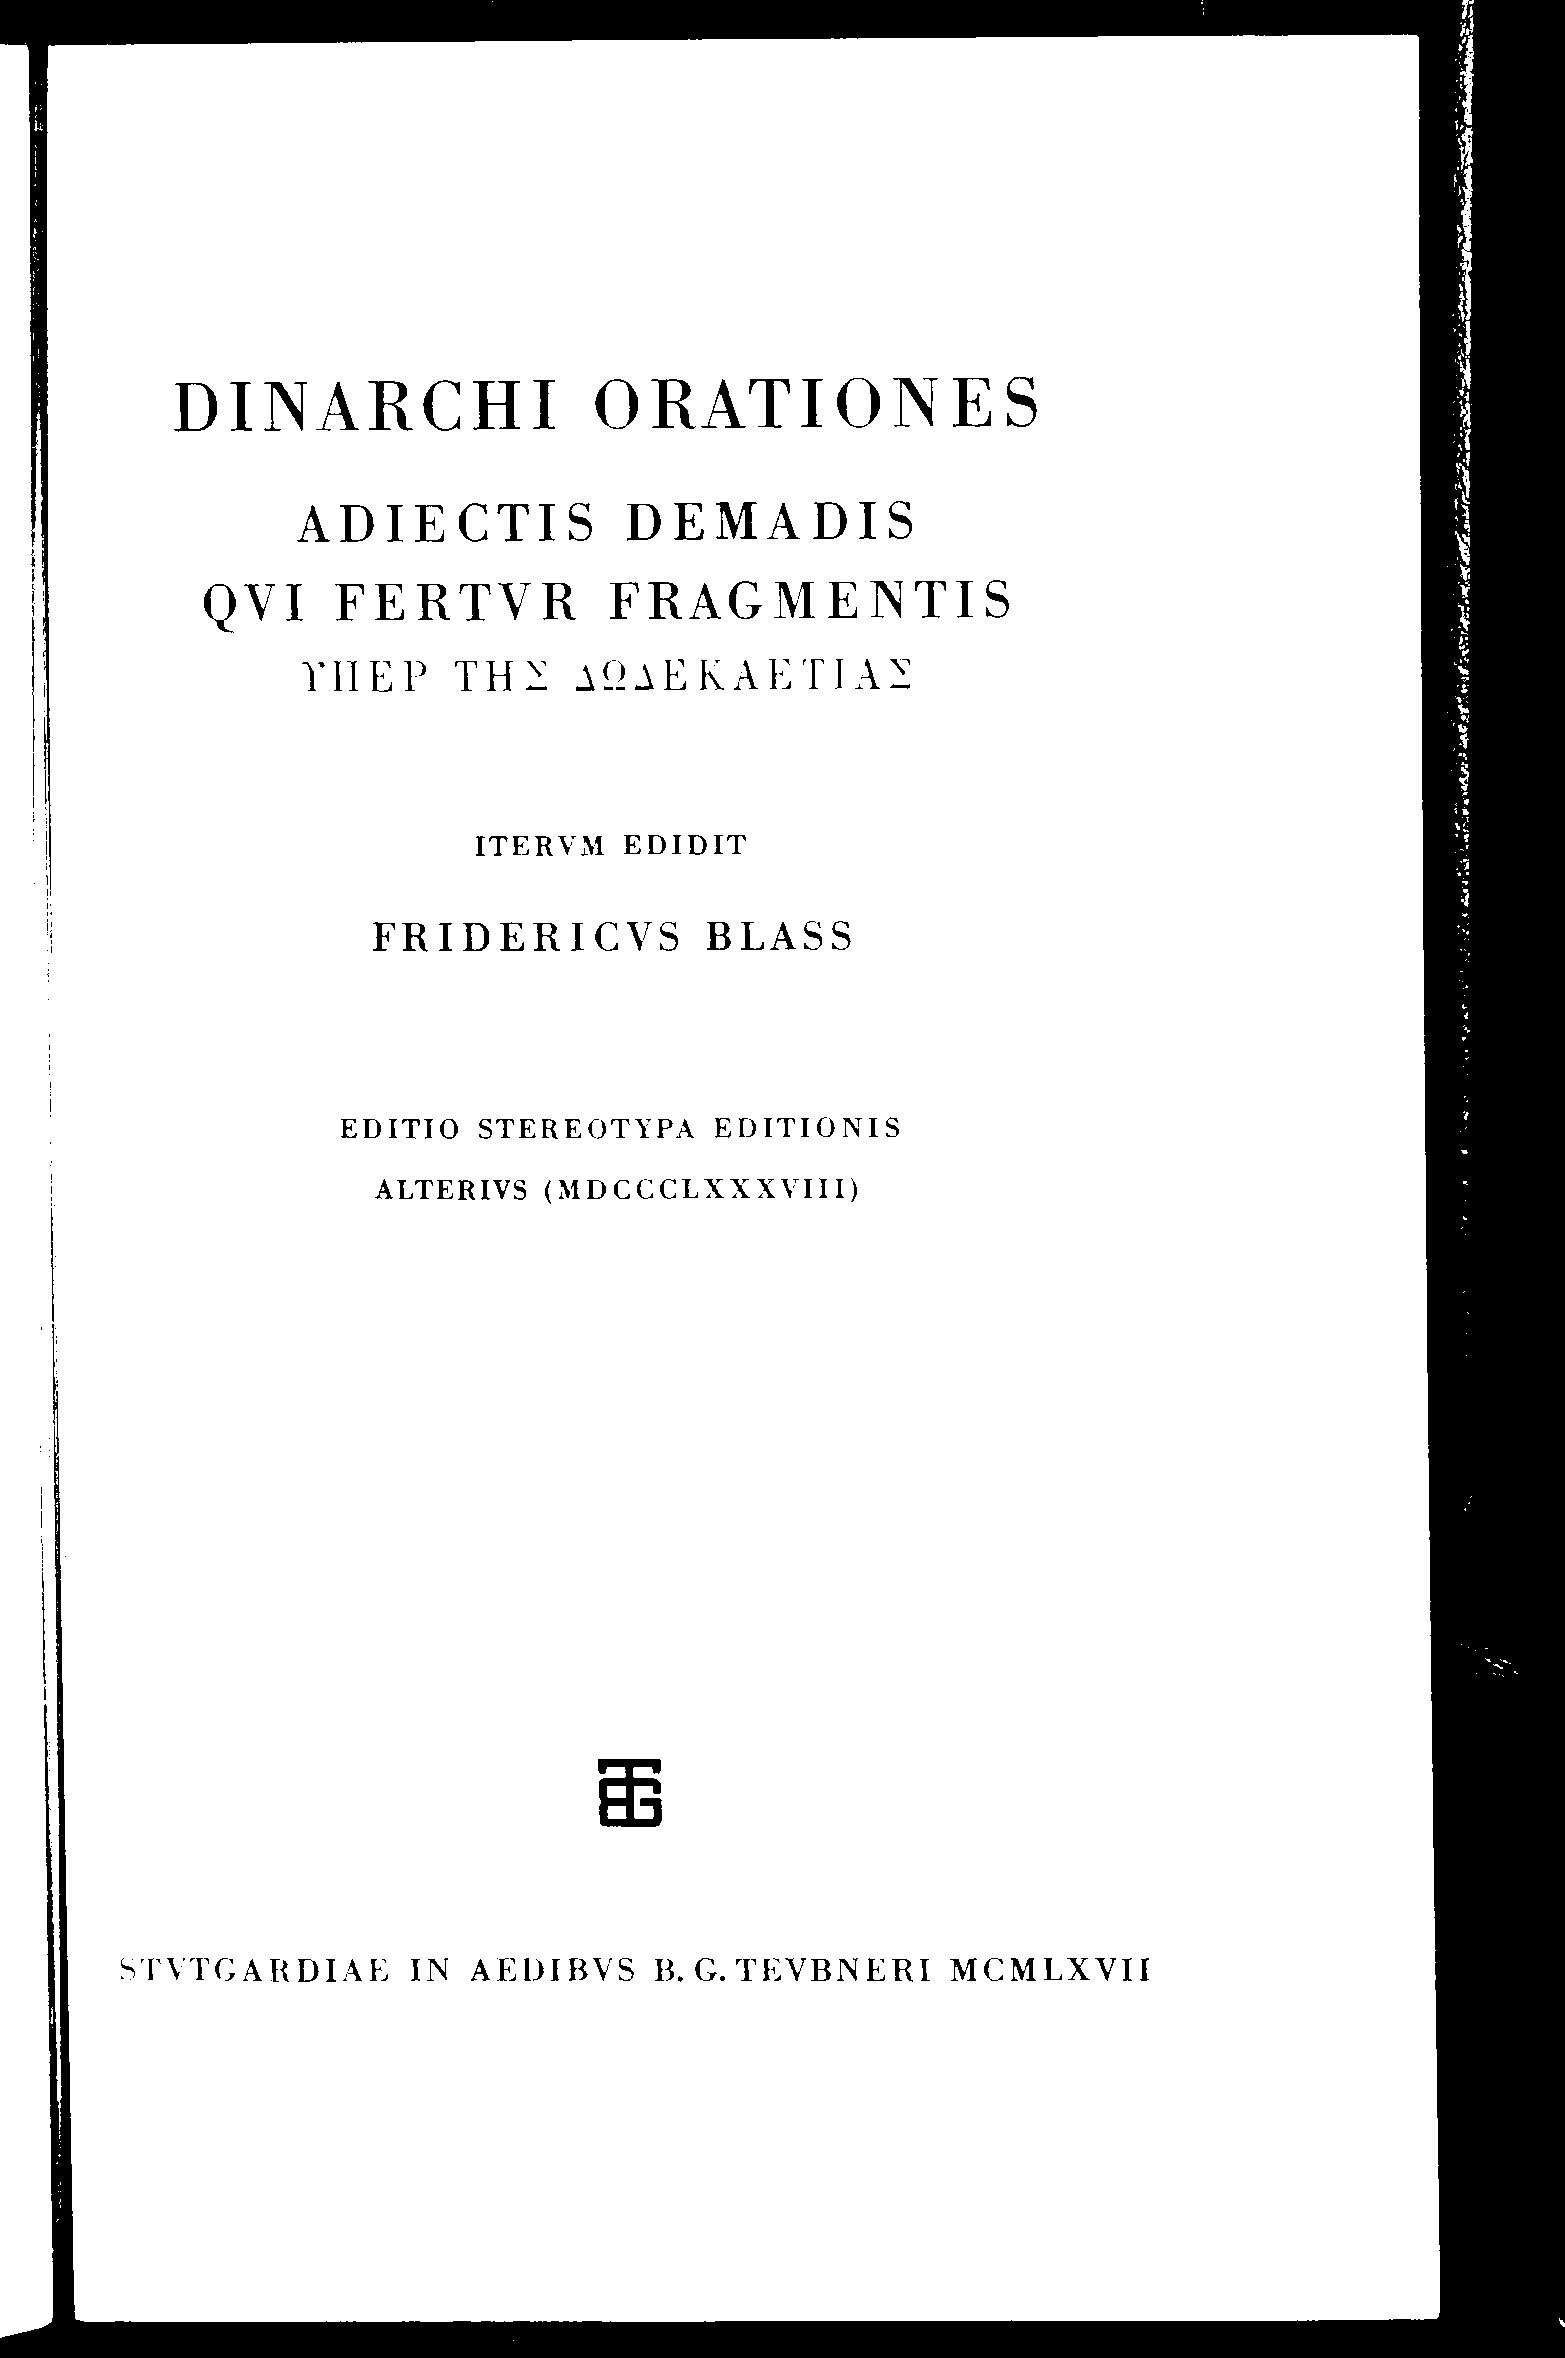 DINARCHI ORATIONES
ADIECTIS DEMADIS
QVI FERTVR FRAGMENTIS
ΥΠΕΡ ΤΗΣ ΔΩΔΕΚΑΕΤΙΑΣ
ITERVM EDIDIT
FRIDERICVS BLASS
EDITIO STEREOTYPA EDITIONIS
ALTERIVS (MDCCCLXXXVIII)
STVTGARDIAE IN AEDIBVS B. G. TEVBNERI MCMLXVII